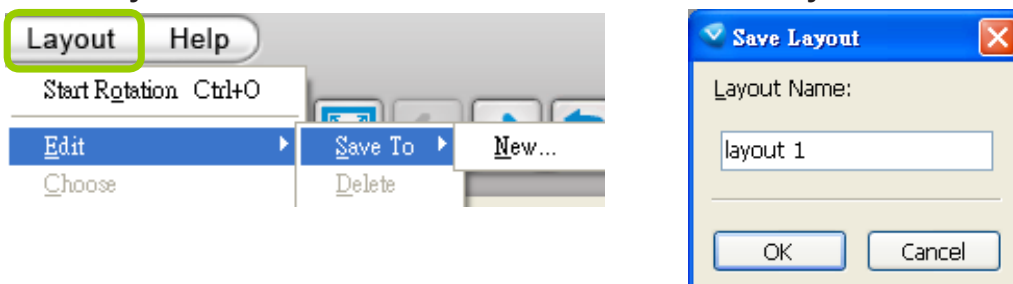 Layout Help
Start Rotation Ctrl+O
Edit Save To New...
Choose Delete
Save Layout
Layout Name:
layout 1
OK Cancel